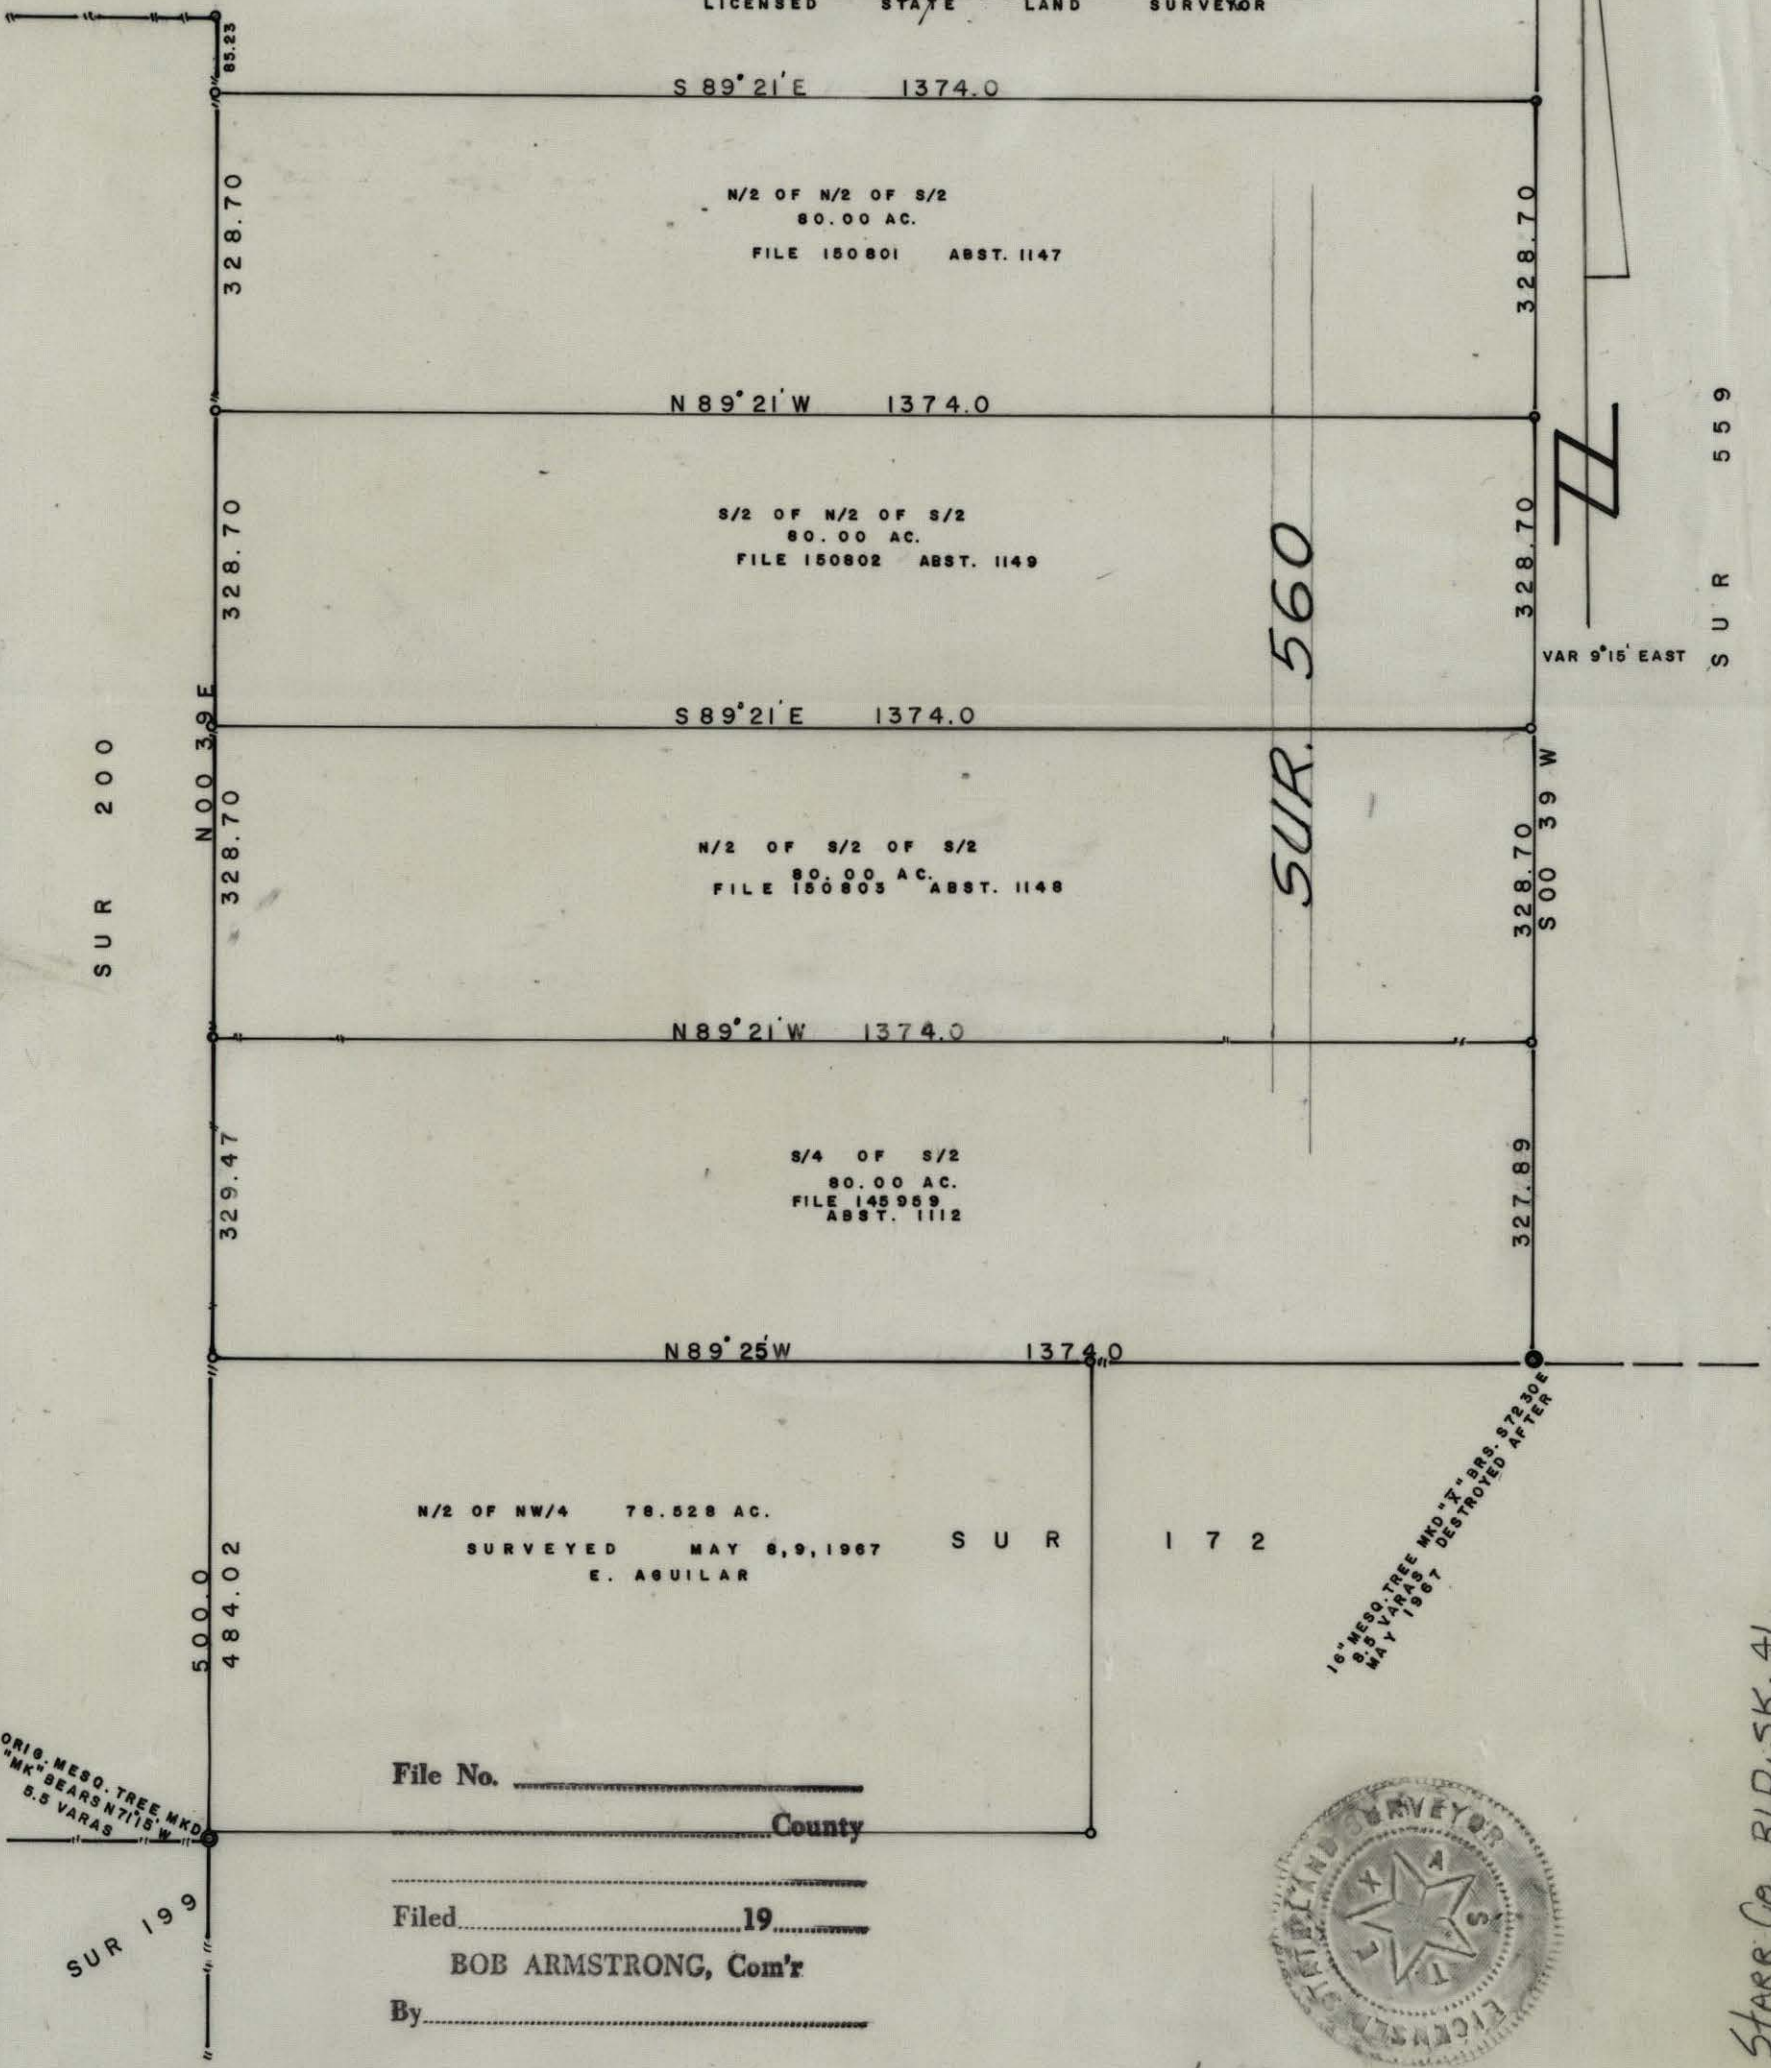 LICENSED STATE LAND SURVEYOR
85.23
S 89° 21' E 1374.0
328.70
N/2 OF N/2 OF S/2
80.00 AC.
FILE 150801 ABST. 1147
328.70
N 89° 21' W 1374.0
328.70
S/2 OF N/2 OF S/2
80.00 AC.
FILE 150802 ABST. 1149
328.70
SUR. 560
SUR 559
VAR 9°15' EAST
N 00 39 E
S 89° 21' E 1374.0
SUR 200
328.70
N/2 OF S/2 OF S/2
80.00 AC.
FILE 150803 ABST. 1148
328.70
S 00 39 W
N 89° 21' W 1374.0
329.47
S/4 OF S/2
80.00 AC.
FILE 145959
ABST. 1112
327.89
N 89° 25' W 1374.0
16" MESQ. TREE MKD "X" BRS. S 72 30 E
8.5 VARAS DESTROYED AFTER
MAY 1967
N/2 OF NW/4 78.528 AC.
SURVEYED MAY 8,9,1967
E. AGUILAR
SUR 172
500.0
484.02
ORIG. MESQ. TREE MKD
"MK" BEARS N 71°15' W
5.5 VARAS
SUR 199
File No.
County
Filed 19
BOB ARMSTRONG, Com'r
By
LICENSED STATE LAND SURVEYOR
TEXAS
STARR CO. RLD. SK. 41